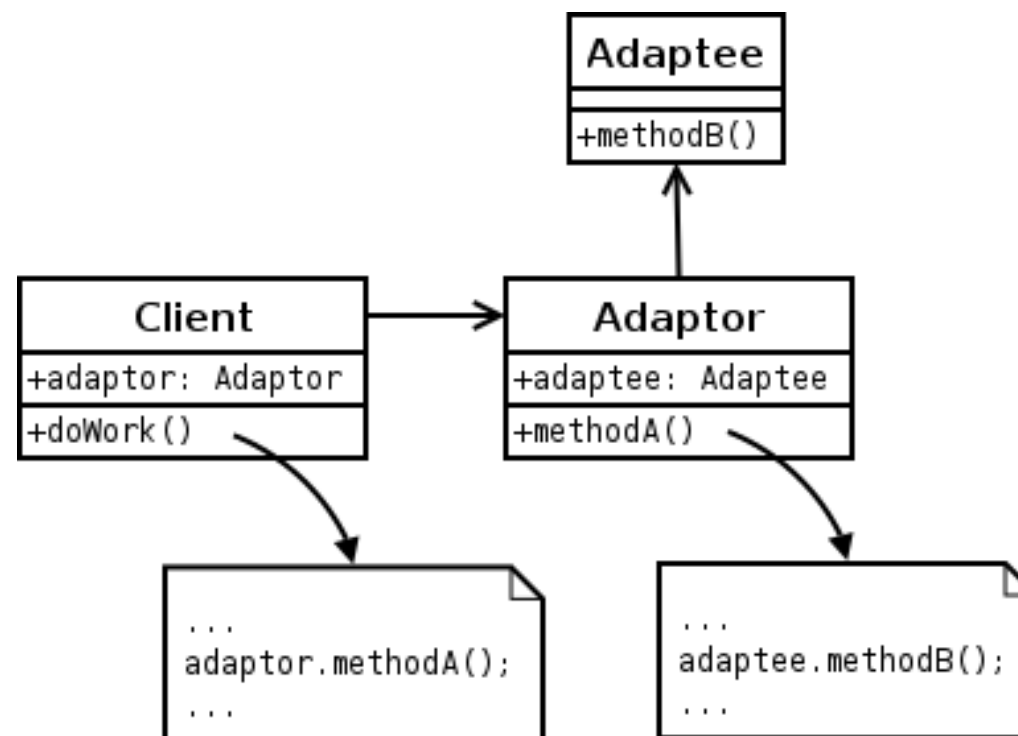 Adaptee
+methodB()
Client
+adaptor: Adaptor
+doWork()
Adaptor
+adaptee: Adaptee
+methodA()
...
adaptor.methodA();
...
...
adaptee.methodB();
...